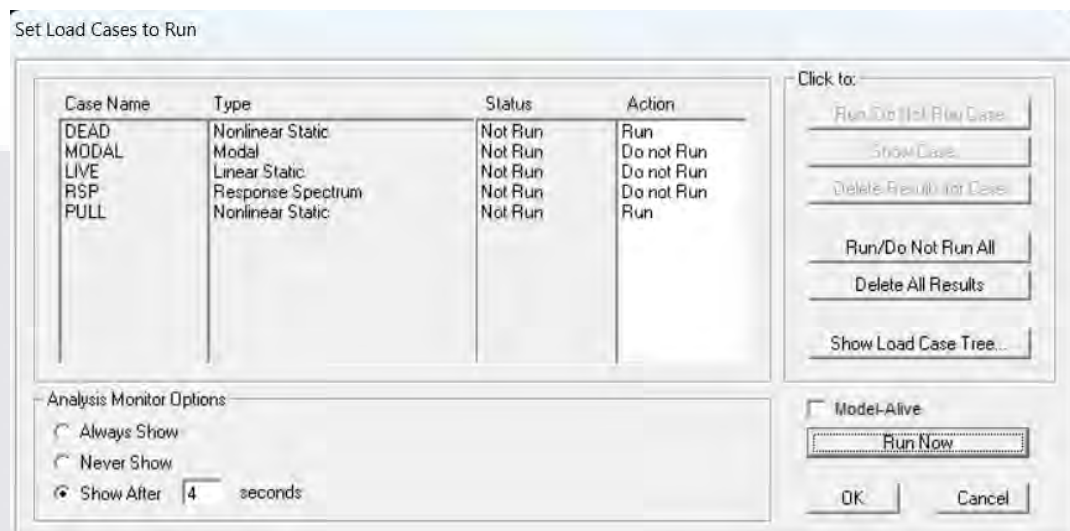 Set Load Cases to Run
Click to:
Case Name Type Status Action
DEAD Nonlinear Static Not Run Run
MODAL Modal Not Run Do not Run
LIVE Linear Static Not Run Do not Run
RSP Response Spectrum Not Run Do not Run
PULL Nonlinear Static Not Run Run
Run/Do Not Run Case
Show Case...
Delete Results for Case
Run/Do Not Run All
Delete All Results
Show Load Case Tree...
Analysis Monitor Options
Always Show
Never Show
Show After 4 seconds
Model-Alive
Run Now
OK Cancel